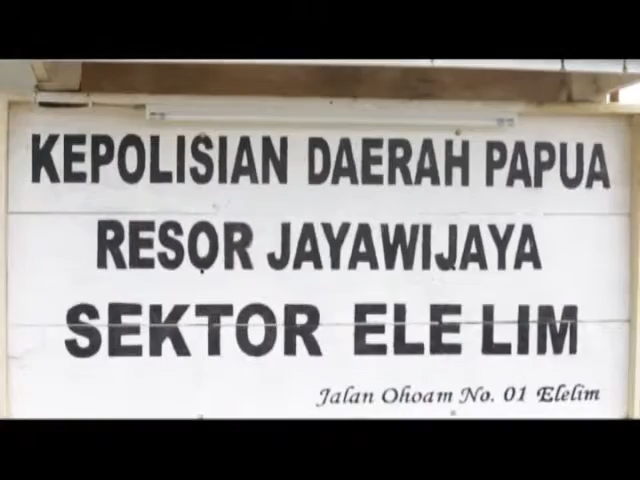 KEPOLISIAN DAERAH PAPUA
RESOR JAYAWIJAYA
SEKTOR ELE LIM
Jalan Ohoam No. 01 Elelim